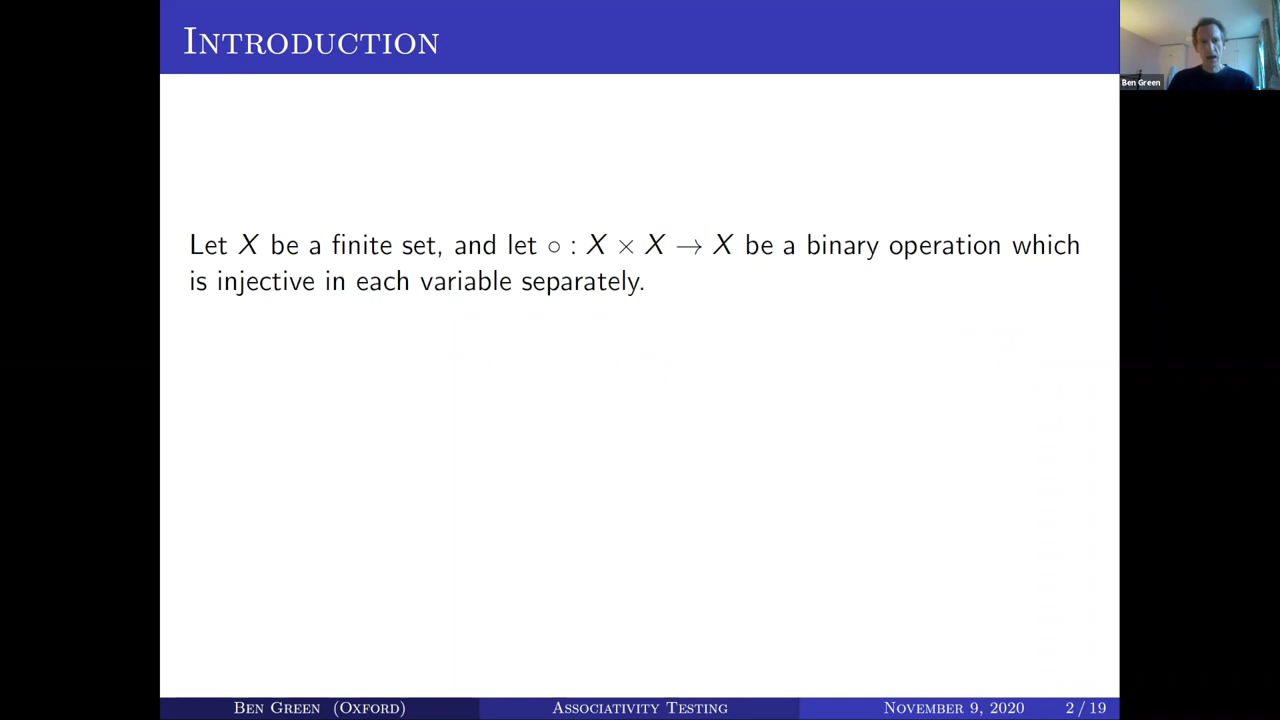 Introduction
Ben Green
Let X be a finite set, and let ∘ : X × X → X be a binary operation which
is injective in each variable separately.
Ben Green (Oxford) Associativity Testing November 9, 2020 2 / 19